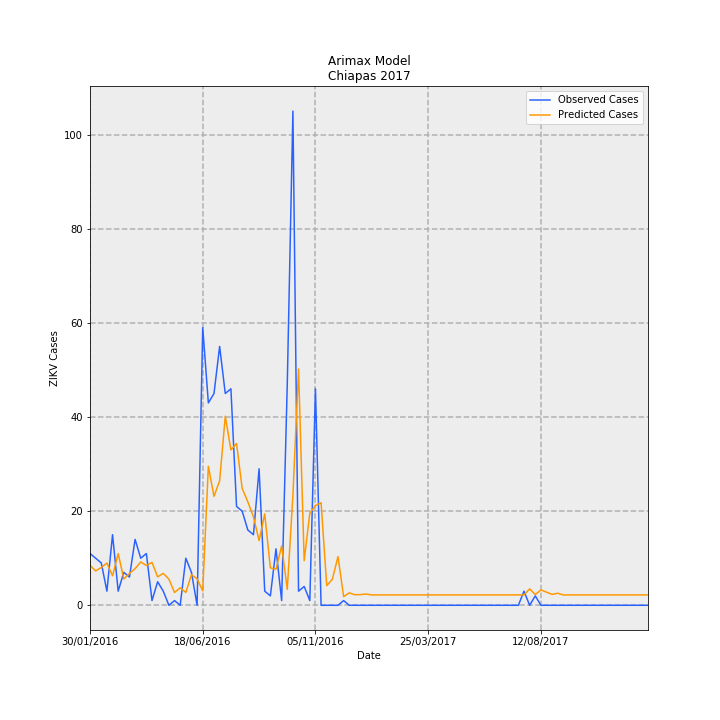 Arimax Model
Chiapas 2017
Observed Cases
Predicted Cases
ZIKV Cases
100
80
60
40
20
0
30/01/2016
18/06/2016
05/11/2016
25/03/2017
12/08/2017
Date